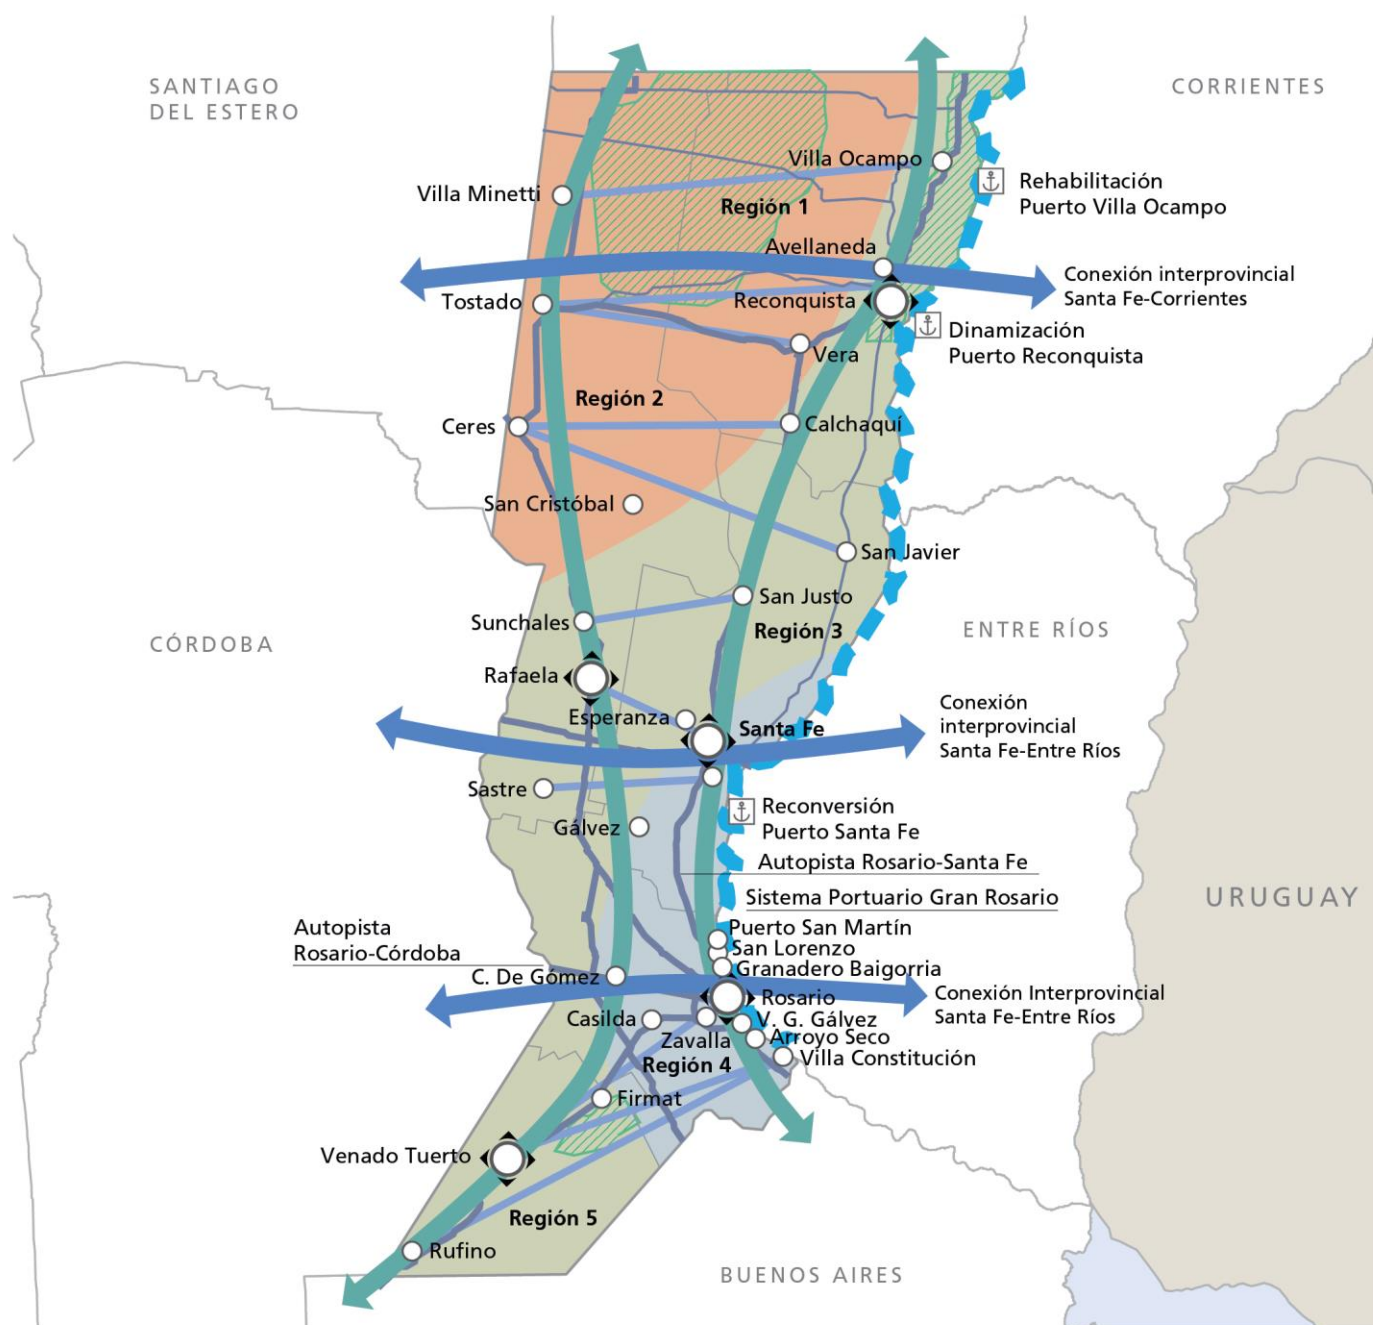 SANTIAGO
DEL ESTERO
CORRIENTES
Villa Ocampo
Rehabilitación
Puerto Villa Ocampo
Villa Minetti
Región 1
Avellaneda
Conexión interprovincial
Santa Fe-Corrientes
Tostado
Reconquista
Dinamización
Puerto Reconquista
Vera
Región 2
Ceres
Calchaquí
San Cristóbal
San Javier
San Justo
Sunchales
Región 3
ENTRE RÍOS
CÓRDOBA
Rafaela
Esperanza
Santa Fe
Conexión
interprovincial
Santa Fe-Entre Ríos
Sastre
Reconversión
Puerto Santa Fe
Gálvez
Autopista Rosario-Santa Fe
Sistema Portuario Gran Rosario
URUGUAY
Autopista
Rosario-Córdoba
Puerto San Martín
San Lorenzo
Granadero Baigorria
C. De Gómez
Rosario
Conexión Interprovincial
Santa Fe-Entre Ríos
Casilda
V. G. Gálvez
Zavalla
Arroyo Seco
Villa Constitución
Región 4
Firmat
Venado Tuerto
Región 5
Rufino
BUENOS AIRES